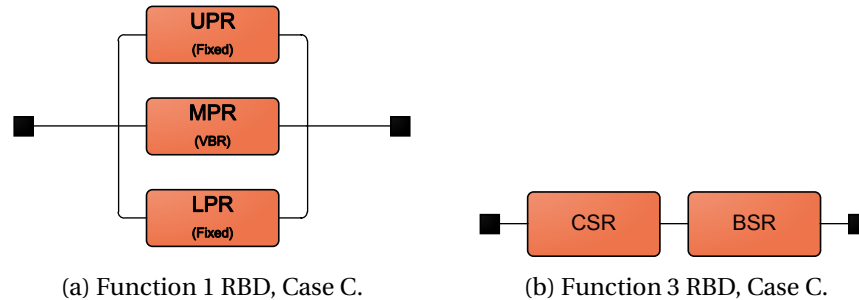 UPR
(Fixed)
MPR
(VBR)
LPR
(Fixed)
CSR
BSR
(a) Function 1 RBD, Case C.
(b) Function 3 RBD, Case C.